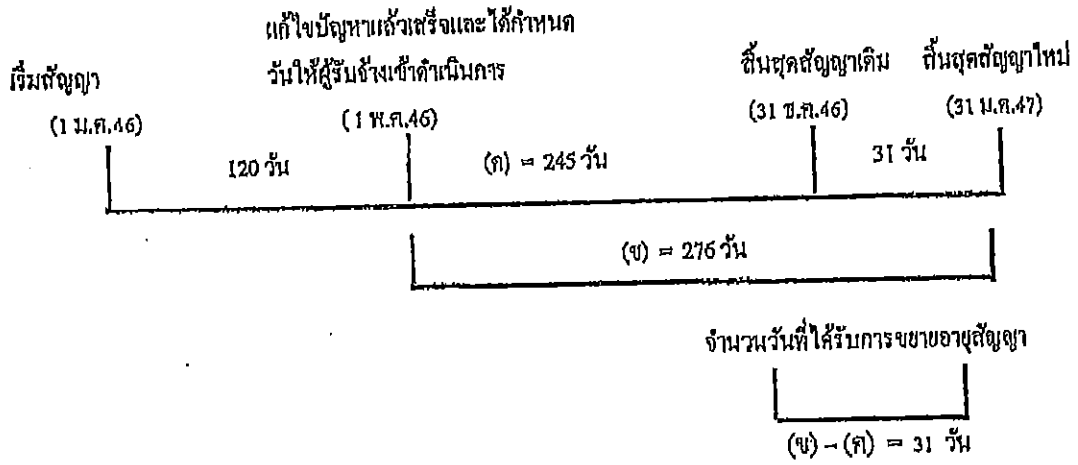 แก้ไขปัญหาแล้วเสร็จและได้กำหนด
วันให้ผู้รับจ้างเข้าดำเนินการ
เริ่มสัญญา
(1 ม.ค.46)
(1 พ.ค.46)
สิ้นสุดสัญญาเดิม
(31 ธ.ค.46)
สิ้นสุดสัญญาใหม่
(31 ม.ค.47)
120 วัน
(ค) = 245 วัน
31 วัน
(ข) = 276 วัน
จำนวนวันที่ได้รับการขยายอายุสัญญา
(ข) - (ค) = 31 วัน